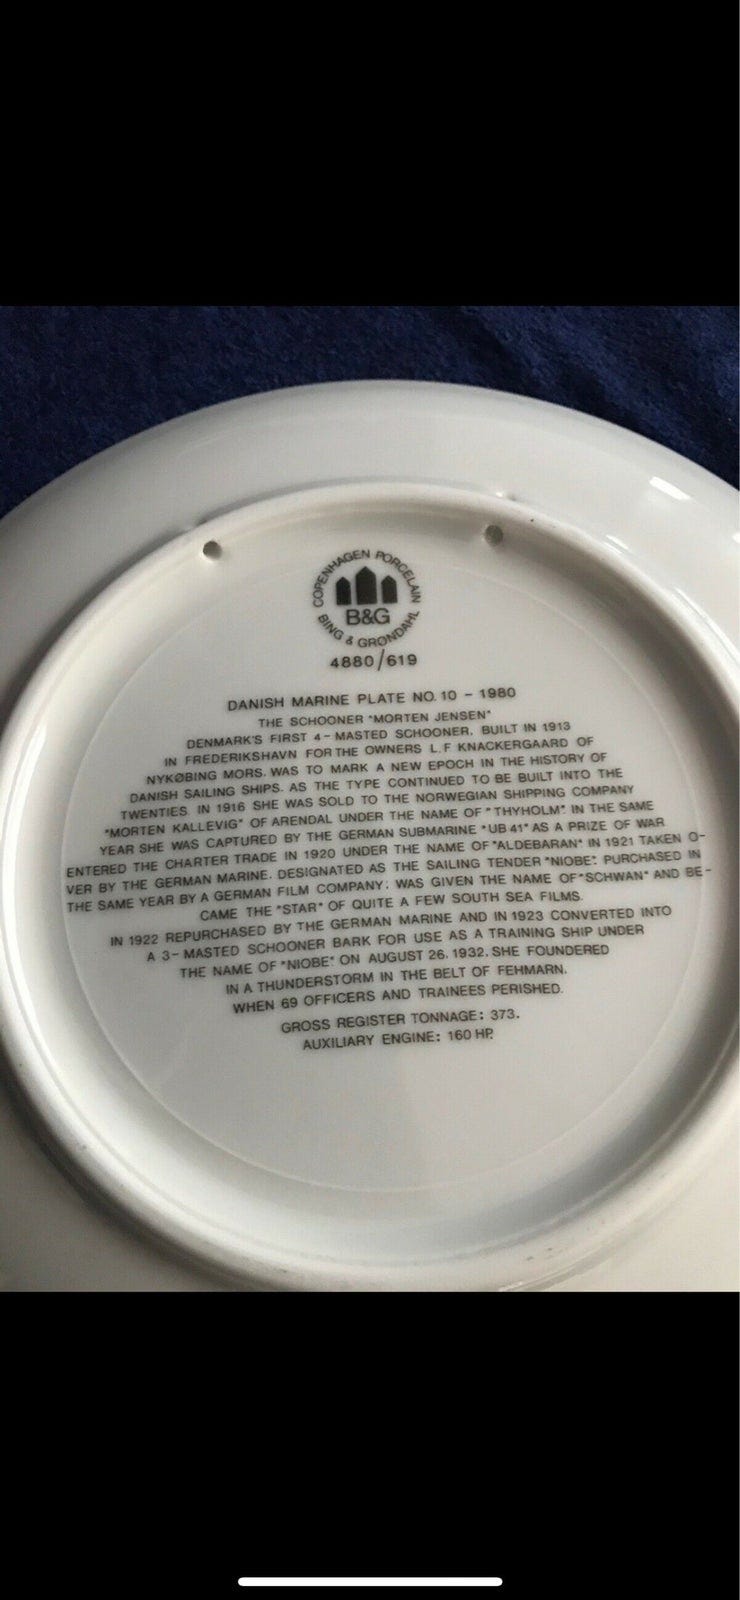 COPENHAGEN PORCELAIN
B&G
BING & GRØNDAHL
4880/619
DANISH MARINE PLATE NO. 10 - 1980
THE SCHOONER "MORTEN JENSEN"
DENMARK'S FIRST 4 - MASTED SCHOONER. BUILT IN 1913
IN FREDERIKSHAVN FOR THE OWNERS L.F KNACKERGAARD OF
NYKØBING MORS. WAS TO MARK A NEW EPOCH IN THE HISTORY OF
DANISH SAILING SHIPS. AS THE TYPE CONTINUED TO BE BUILT INTO THE
TWENTIES. IN 1916 SHE WAS SOLD TO THE NORWEGIAN SHIPPING COMPANY
"MORTEN KALLEVIG" OF ARENDAL UNDER THE NAME OF "THYHOLM". IN THE SAME
YEAR SHE WAS CAPTURED BY THE GERMAN SUBMARINE "UB 41" AS A PRIZE OF WAR
ENTERED THE CHARTER TRADE IN 1920 UNDER THE NAME OF "ALDEBARAN" IN 1921 TAKEN O-
VER BY THE GERMAN MARINE. DESIGNATED AS THE SAILING TENDER "NIOBE". PURCHASED IN
THE SAME YEAR BY A GERMAN FILM COMPANY; WAS GIVEN THE NAME OF "SCHWAN" AND BE-
CAME THE "STAR" OF QUITE A FEW SOUTH SEA FILMS.
IN 1922 REPURCHASED BY THE GERMAN MARINE AND IN 1923 CONVERTED INTO
A 3 - MASTED SCHOONER BARK FOR USE AS A TRAINING SHIP UNDER
THE NAME OF "NIOBE" ON AUGUST 26. 1932. SHE FOUNDERED
IN A THUNDERSTORM IN THE BELT OF FEHMARN.
WHEN 69 OFFICERS AND TRAINEES PERISHED.
GROSS REGISTER TONNAGE: 373.
AUXILIARY ENGINE: 160 HP.